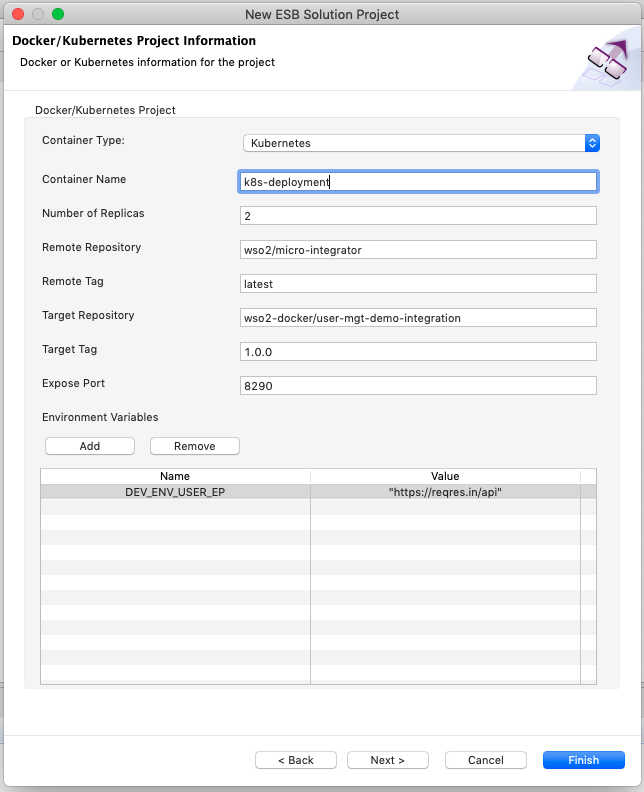 New ESB Solution Project
Docker/Kubernetes Project Information
Docker or Kubernetes information for the project
Docker/Kubernetes Project
Container Type: Kubernetes
Container Name k8s-deployment
Number of Replicas 2
Remote Repository wso2/micro-integrator
Remote Tag latest
Target Repository wso2-docker/user-mgt-demo-integration
Target Tag 1.0.0
Expose Port 8290
Environment Variables
Add Remove
Name Value
DEV_ENV_USER_EP "https://reqres.in/api"
< Back Next > Cancel Finish